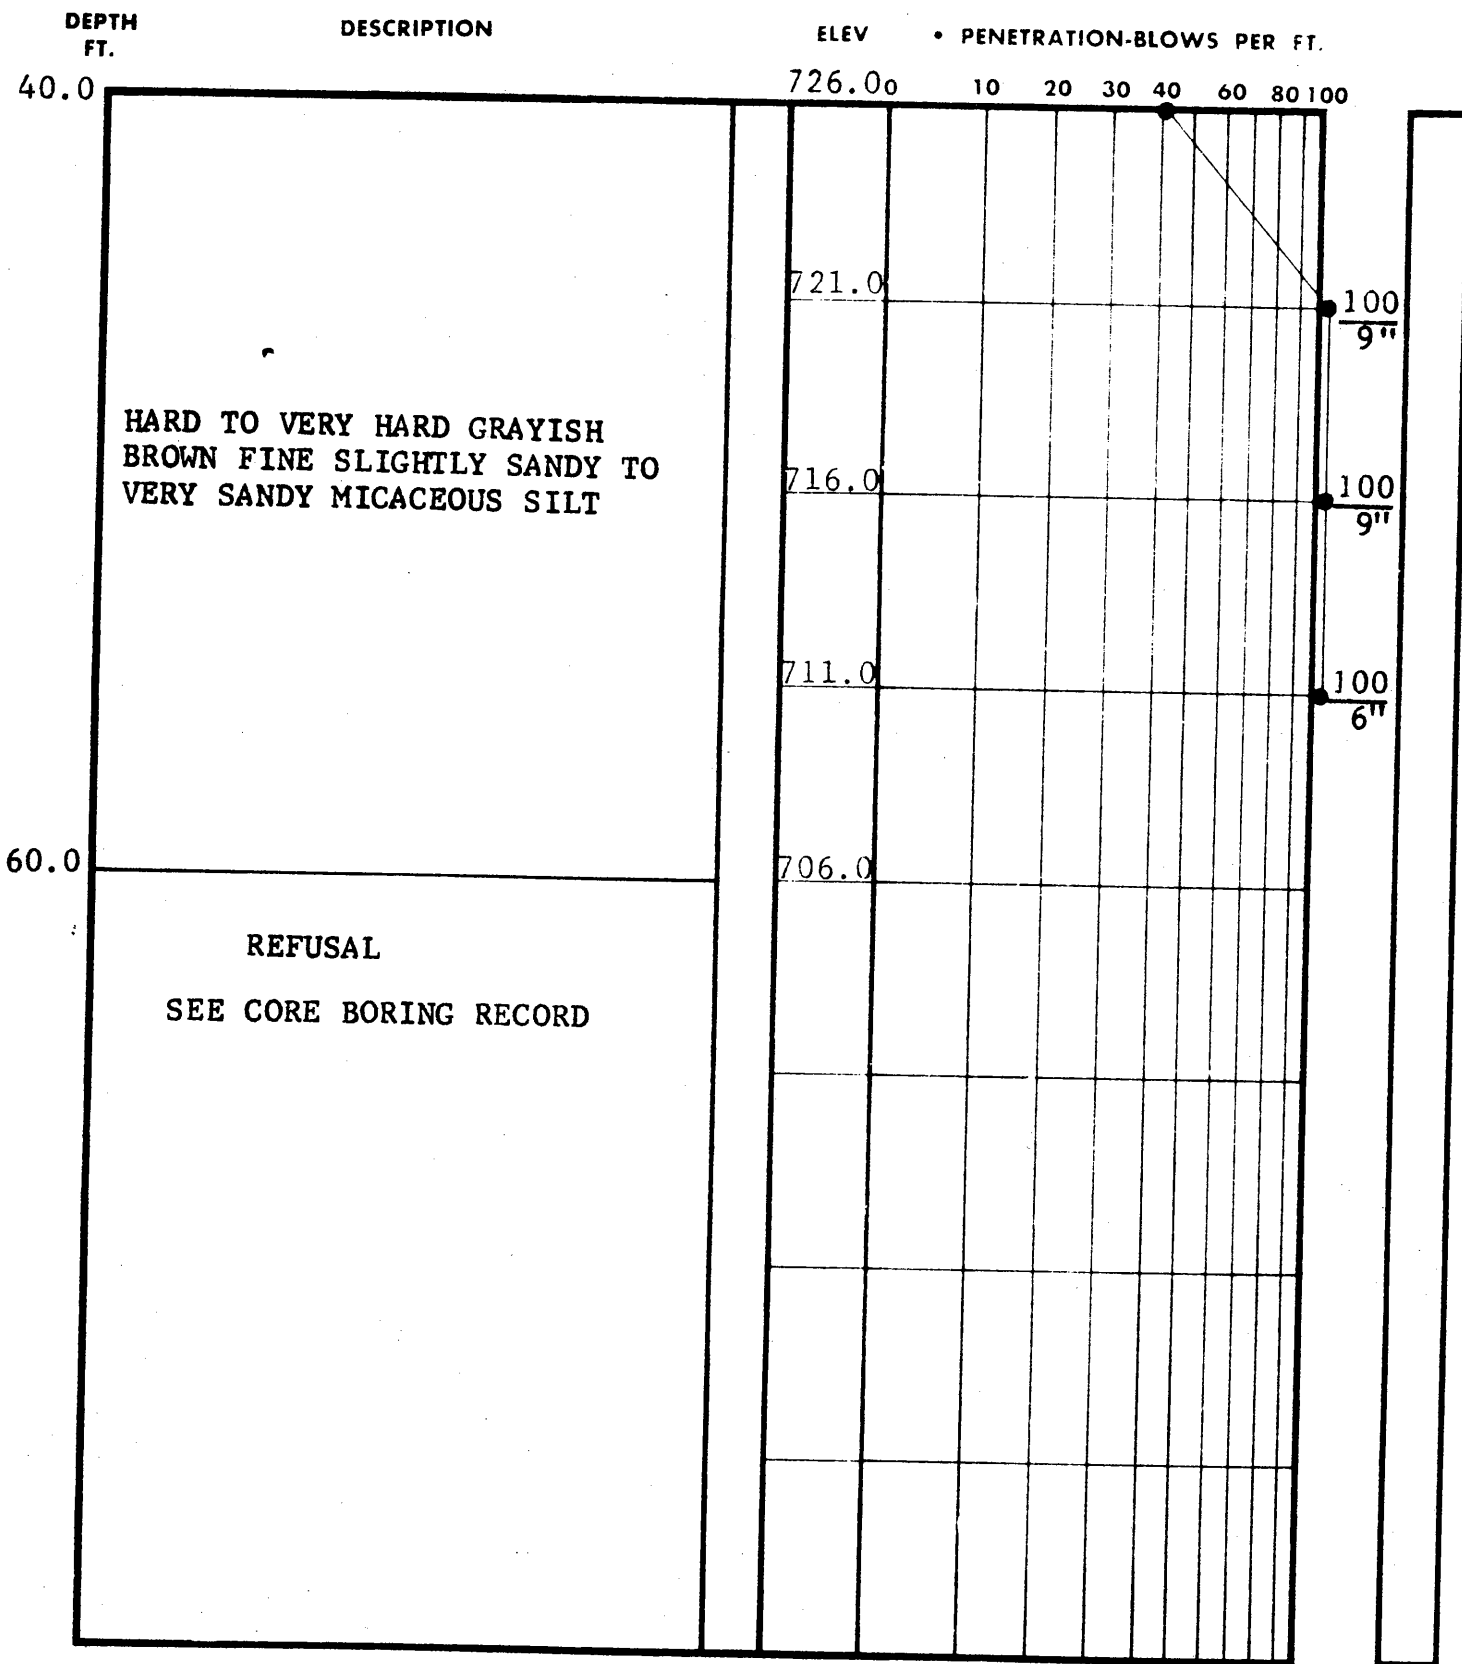 DEPTH
FT.
DESCRIPTION
ELEV
• PENETRATION-BLOWS PER FT.
40.0
726.0
0 10 20 30 40 60 80 100
721.0
100
9"
HARD TO VERY HARD GRAYISH
BROWN FINE SLIGHTLY SANDY TO
VERY SANDY MICACEOUS SILT
716.0
100
9"
711.0
100
6"
60.0
706.0
REFUSAL
SEE CORE BORING RECORD